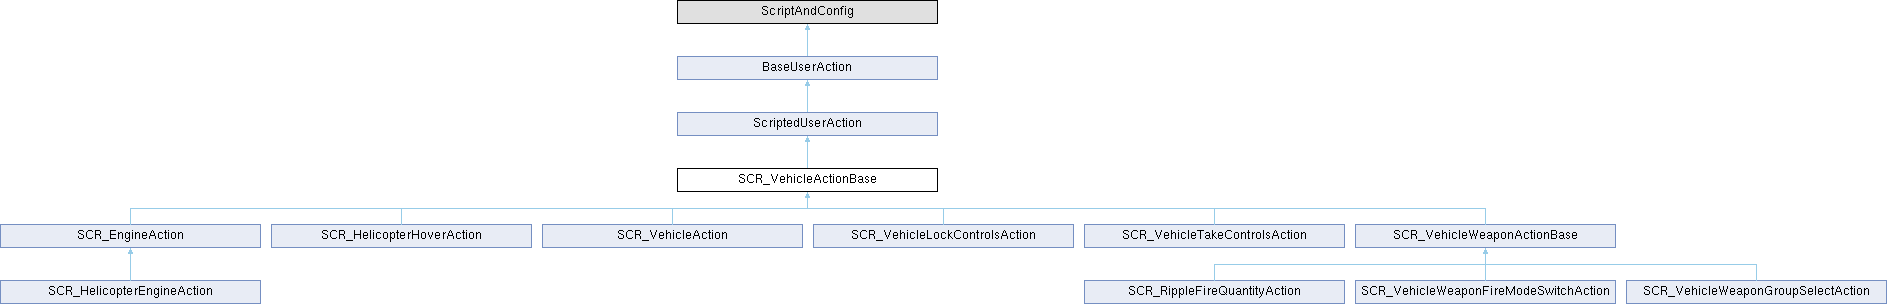 ScriptAndConfig
BaseUserAction
ScriptedUserAction
SCR_VehicleActionBase
SCR_EngineAction
SCR_HelicopterHoverAction
SCR_VehicleAction
SCR_VehicleLockControlsAction
SCR_VehicleTakeControlsAction
SCR_VehicleWeaponActionBase
SCR_HelicopterEngineAction
SCR_RippleFireQuantityAction
SCR_VehicleWeaponFireModeSwitchAction
SCR_VehicleWeaponGroupSelectAction